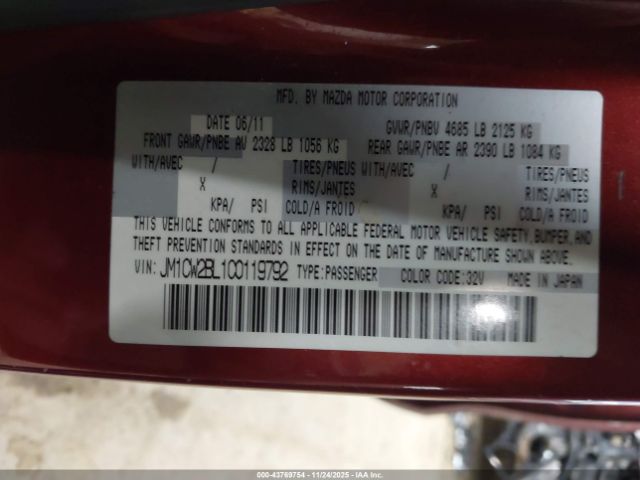 MFD. BY MAZDA MOTOR CORPORATION
DATE 06/11 GVWR/PNBV 4685 LB 2125 KG
FRONT GAWR/PNBE AV 2328 LB 1056 KG REAR GAWR/PNBE AR 2390 LB 1084 KG
WITH/AVEC / TIRES/PNEUS WITH/AVEC / TIRES/PNEUS
X RIMS/JANTES X RIMS/JANTES
KPA/ PSI COLD/A FROID KPA/ PSI COLD/A FROID
THIS VEHICLE CONFORMS TO ALL APPLICABLE FEDERAL MOTOR VEHICLE SAFETY,BUMPER,AND
THEFT PREVENTION STANDARDS IN EFFECT ON THE DATE OF MANUFACTURE SHOWN ABOVE.
VIN: JM1CW2BL1C0119792 TYPE:PASSENGER COLOR CODE:32V MADE IN JAPAN
000-43769754 - 11/24/2025 - IAA Inc.